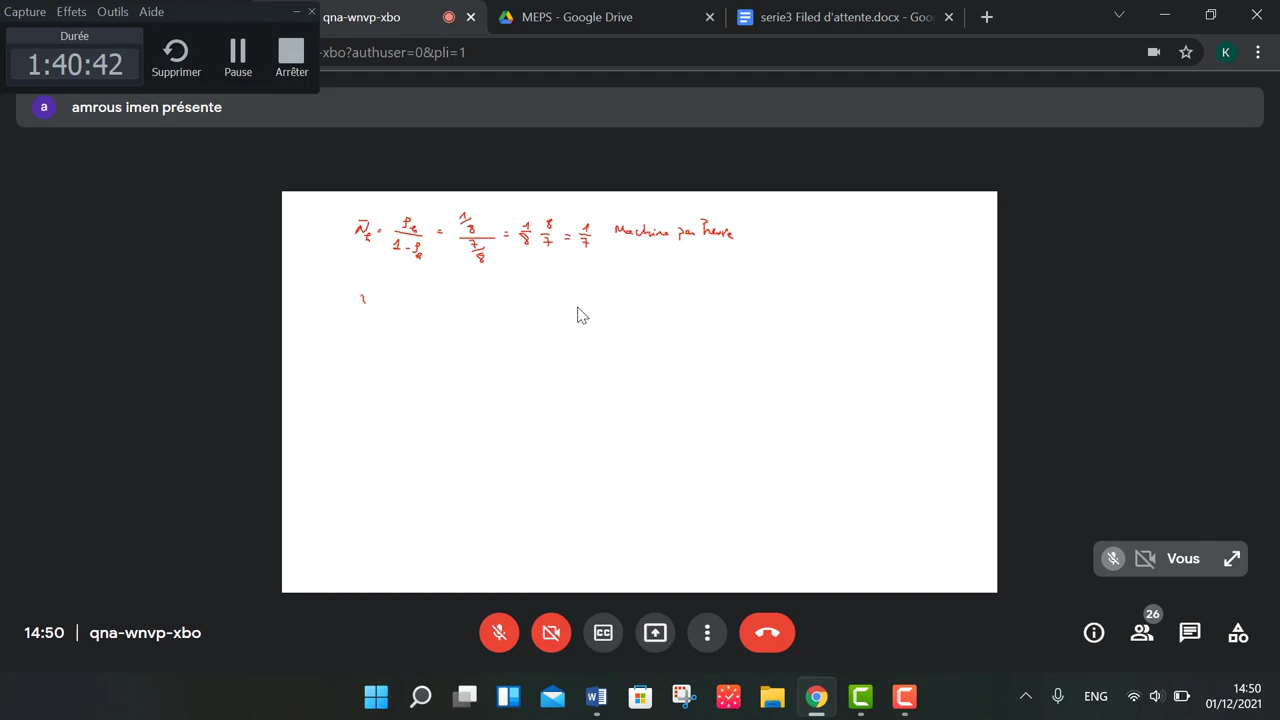 Capture Effets Outils Aide
Durée
1:40:42
Supprimer Pause Arrêter
qna-wnvp-xbo
MEPS - Google Drive
serie3 Filed d'attente.docx - Goo
-xbo?authuser=0&pli=1
K
a amrous imen présente
N̄ = ρ / (1 - ρ) = (1/8) / (7/8) = 1/8 8/7 = 1/7 Machine par heure
Vous
14:50 | qna-wnvp-xbo
26
ENG
14:50
01/12/2021